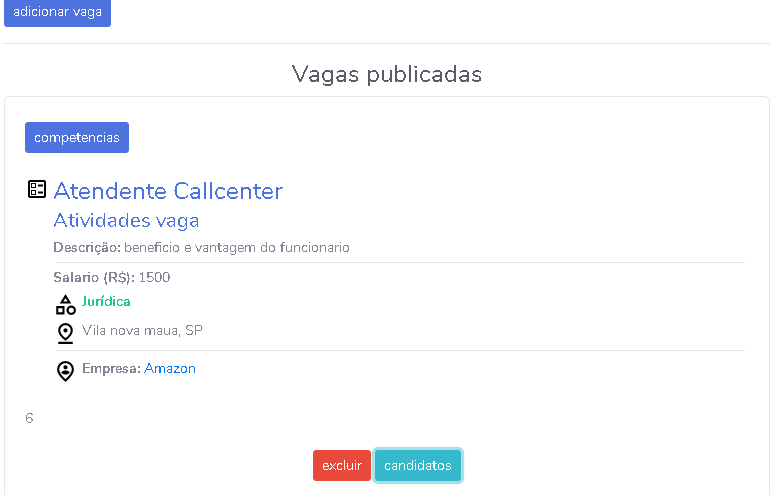 adicionar vaga
Vagas publicadas
competencias
Atendente Callcenter
Atividades vaga
Descrição: beneficio e vantagem do funcionario
Salario (R$): 1500
Jurídica
Vila nova maua, SP
Empresa: Amazon
6
excluir candidatos